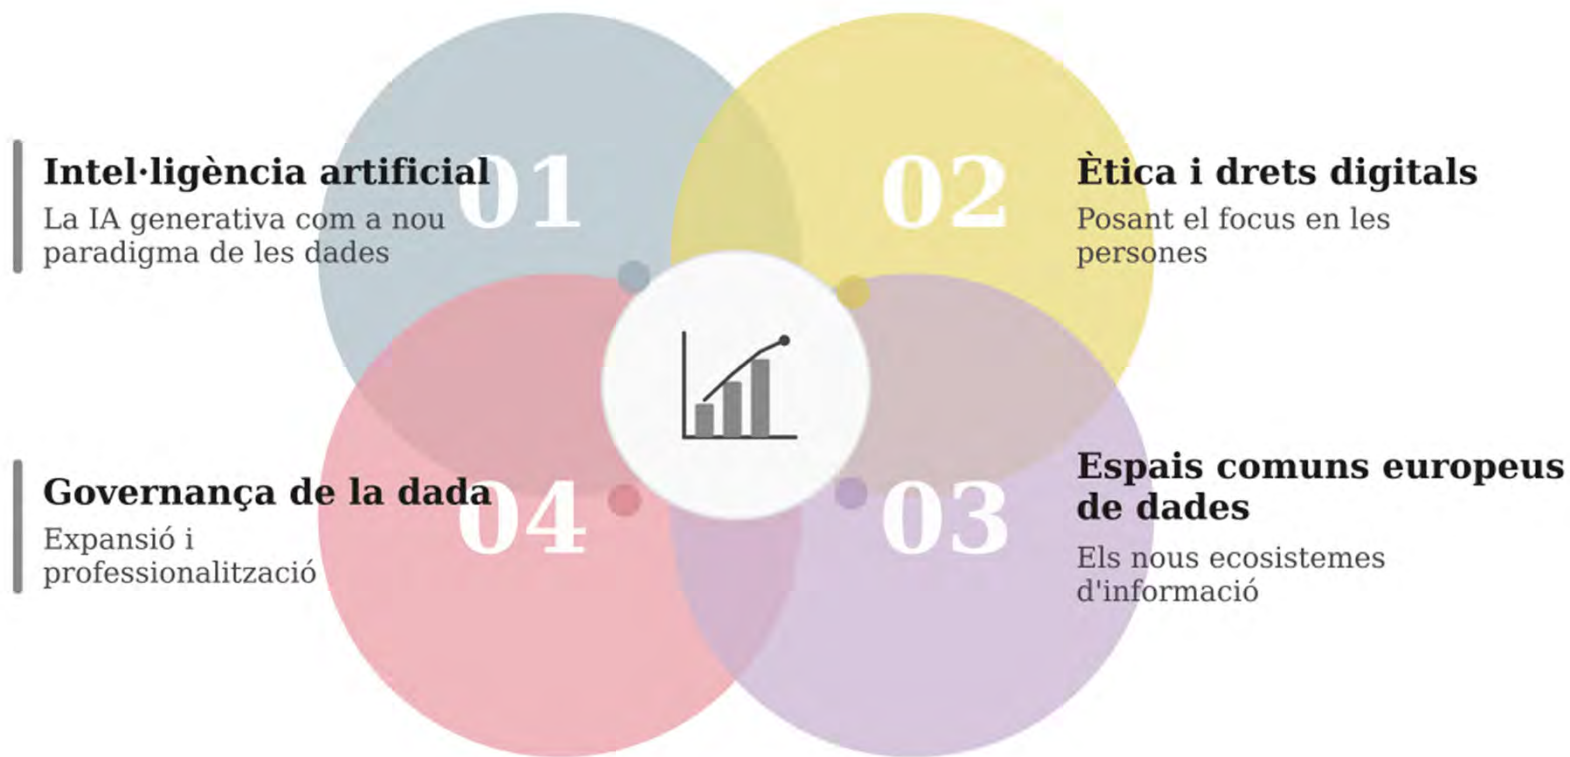 01
Intel·ligència artificial
La IA generativa com a nou
paradigma de les dades
02
Ètica i drets digitals
Posant el focus en les
persones
03
Espais comuns europeus
de dades
Els nous ecosistemes
d'informació
04
Governança de la dada
Expansió i
professionalització